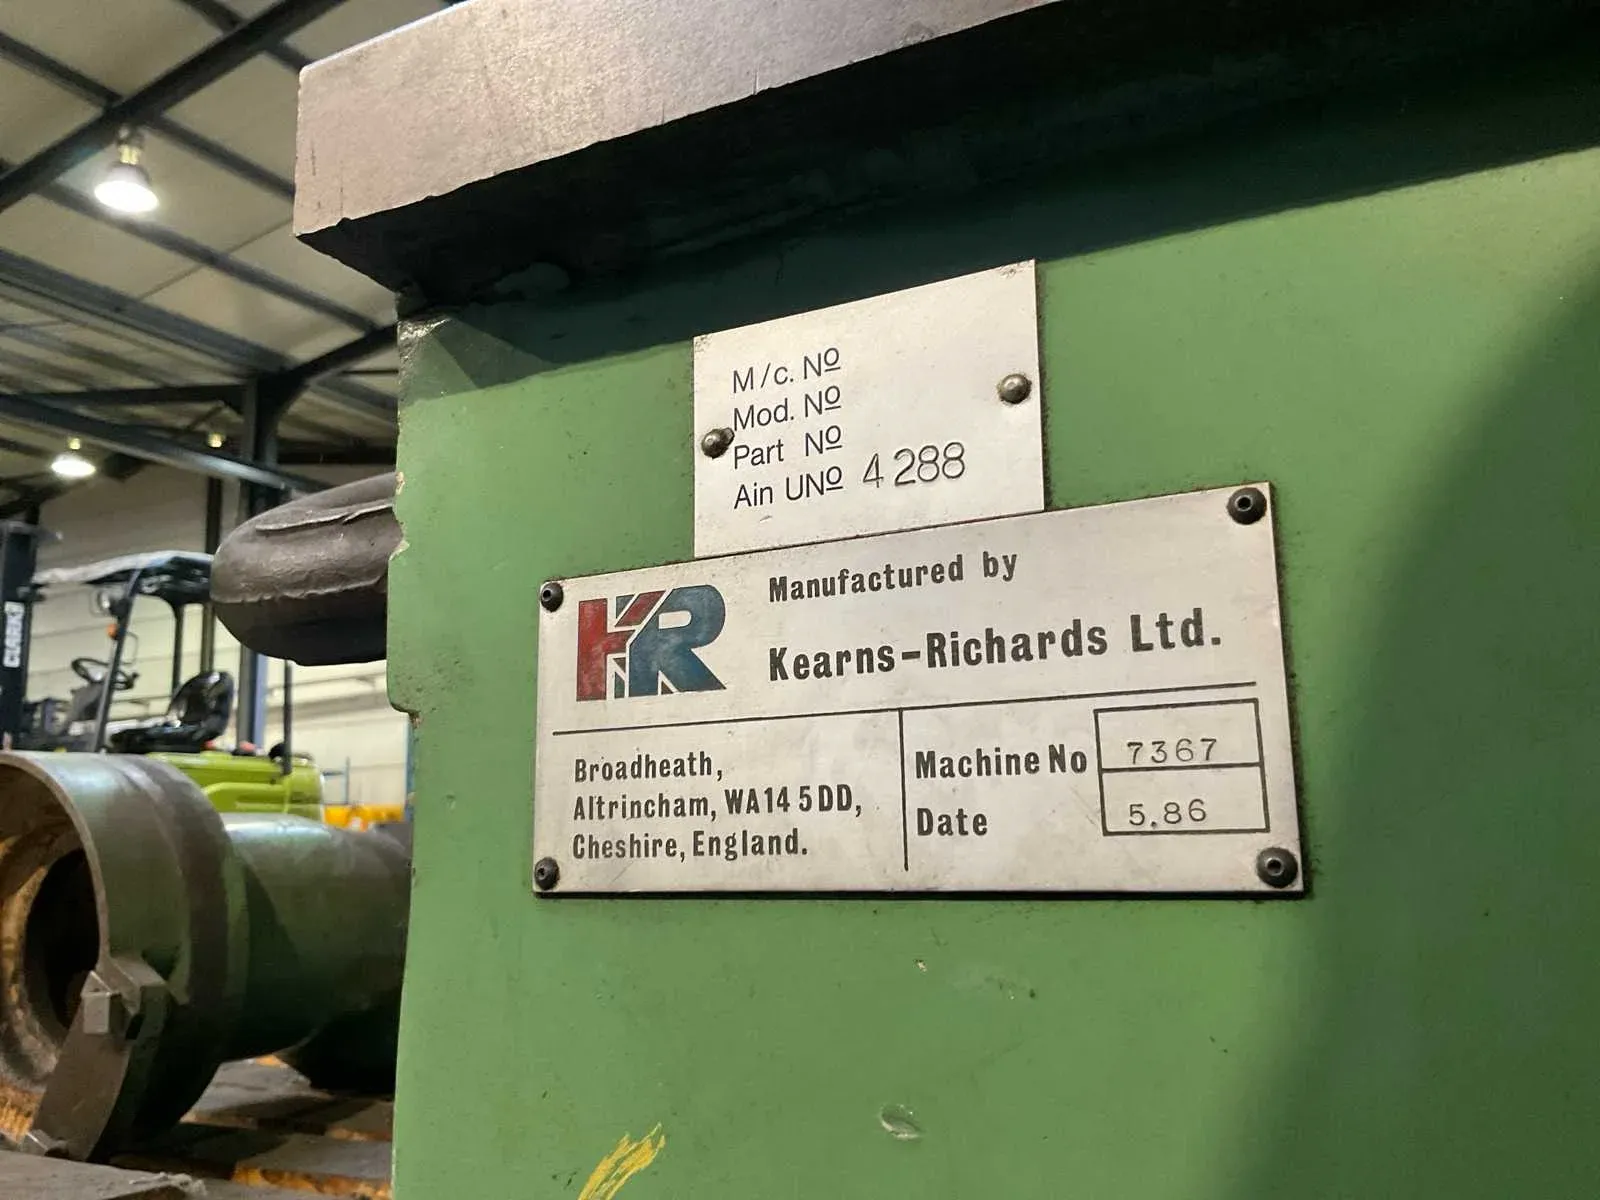 M/c. Nº
Mod. Nº
Part Nº
Ain UNº 4288
KR
Manufactured by
Kearns-Richards Ltd.
Broadheath,
Altrincham, WA14 5DD,
Cheshire, England.
Machine No 7367
Date 5.86
CLARK